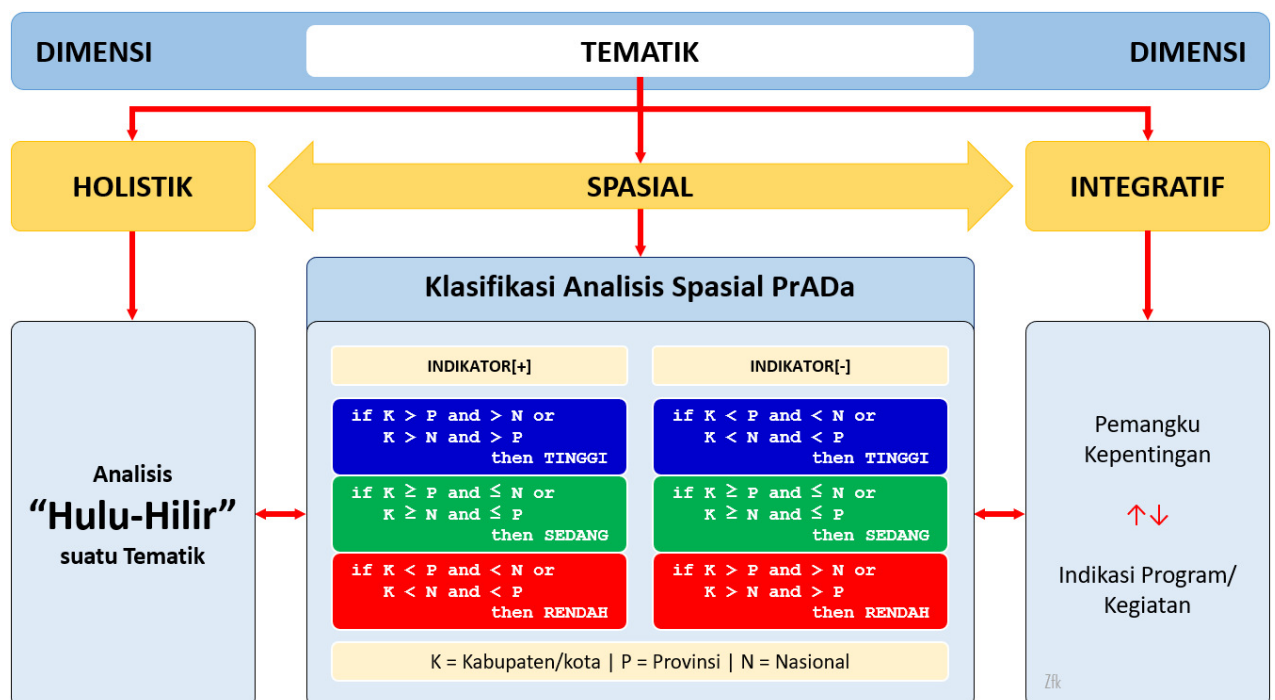 DIMENSI
TEMATIK
DIMENSI
HOLISTIK
SPASIAL
INTEGRATIF
Klasifikasi Analisis Spasial PrADa
Analisis
“Hulu-Hilir”
suatu Tematik
INDIKATOR[+]
if K > P and > N or
K > N and > P
then TINGGI
if K ≥ P and ≤ N or
K ≥ N and ≤ P
then SEDANG
if K < P and < N or
K < N and < P
then RENDAH
INDIKATOR[-]
if K < P and < N or
K < N and < P
then TINGGI
if K ≥ P and ≤ N or
K ≥ N and ≤ P
then SEDANG
if K > P and > N or
K > N and > P
then RENDAH
K = Kabupaten/kota | P = Provinsi | N = Nasional
Pemangku
Kepentingan
↑↓
Indikasi Program/
Kegiatan
Zfk